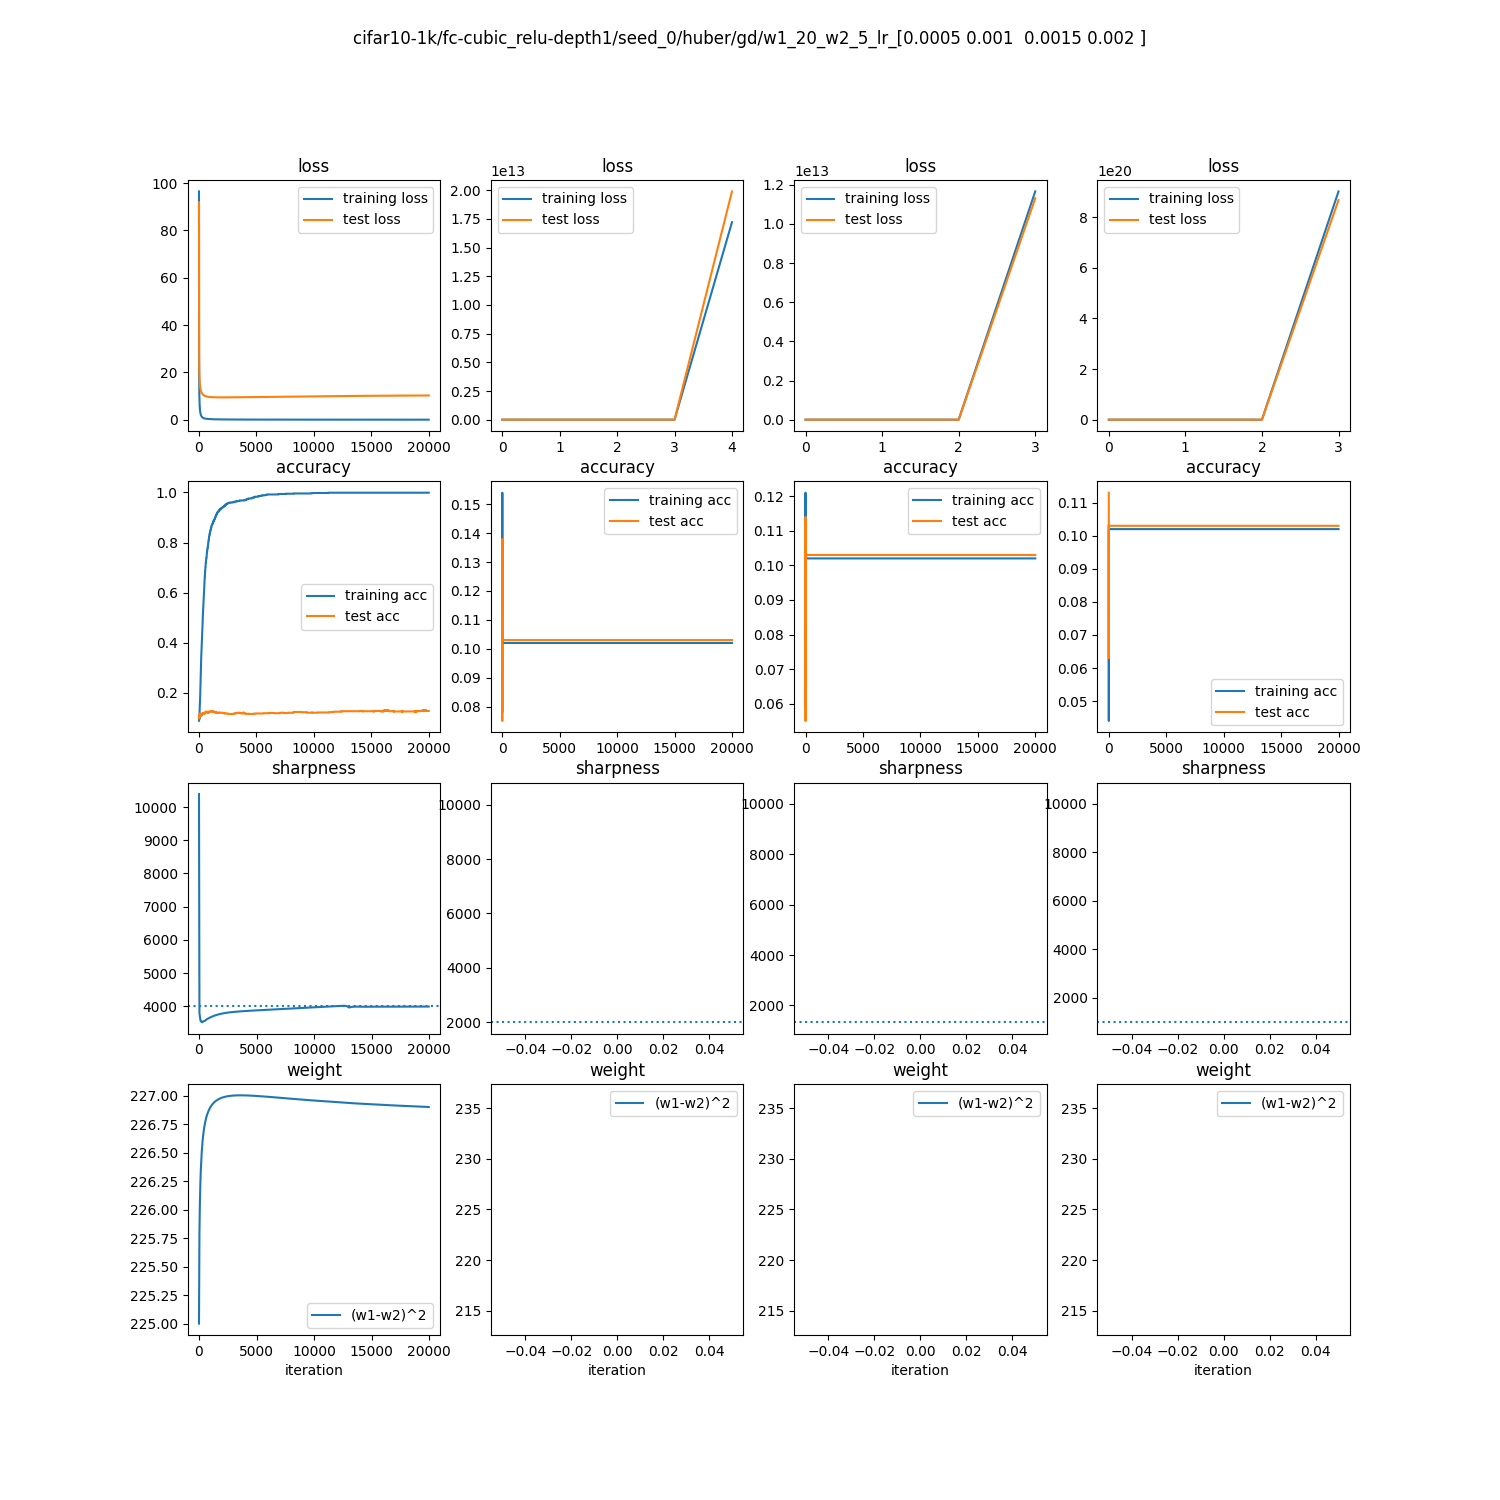 cifar10-1k/fc-cubic_relu-depth1/seed_0/huber/gd/w1_20_w2_5_lr_[0.0005 0.001  0.0015 0.002 ]
loss
100
80
60
40
20
0
0 5000 10000 15000 20000
training loss
test loss
loss
1e13
2.00
1.75
1.50
1.25
1.00
0.75
0.50
0.25
0.00
0 1 2 3 4
training loss
test loss
loss
1e13
1.2
1.0
0.8
0.6
0.4
0.2
0.0
0 1 2 3
training loss
test loss
loss
1e20
8
6
4
2
0
0 1 2 3
training loss
test loss
accuracy
1.0
0.8
0.6
0.4
0.2
0 5000 10000 15000 20000
training acc
test acc
accuracy
0.15
0.14
0.13
0.12
0.11
0.10
0.09
0.08
0 5000 10000 15000 20000
training acc
test acc
accuracy
0.12
0.11
0.10
0.09
0.08
0.07
0.06
0 5000 10000 15000 20000
training acc
test acc
accuracy
0.11
0.10
0.09
0.08
0.07
0.06
0.05
0 5000 10000 15000 20000
training acc
test acc
sharpness
10000
9000
8000
7000
6000
5000
4000
0 5000 10000 15000 20000
sharpness
10000
8000
6000
4000
2000
−0.04 −0.02 0.00 0.02 0.04
sharpness
10000
8000
6000
4000
2000
−0.04 −0.02 0.00 0.02 0.04
sharpness
10000
8000
6000
4000
2000
−0.04 −0.02 0.00 0.02 0.04
weight
227.00
226.75
226.50
226.25
226.00
225.75
225.50
225.25
225.00
0 5000 10000 15000 20000
(w1-w2)^2
iteration
weight
235
230
225
220
215
−0.04 −0.02 0.00 0.02 0.04
(w1-w2)^2
iteration
weight
235
230
225
220
215
−0.04 −0.02 0.00 0.02 0.04
(w1-w2)^2
iteration
weight
235
230
225
220
215
−0.04 −0.02 0.00 0.02 0.04
(w1-w2)^2
iteration